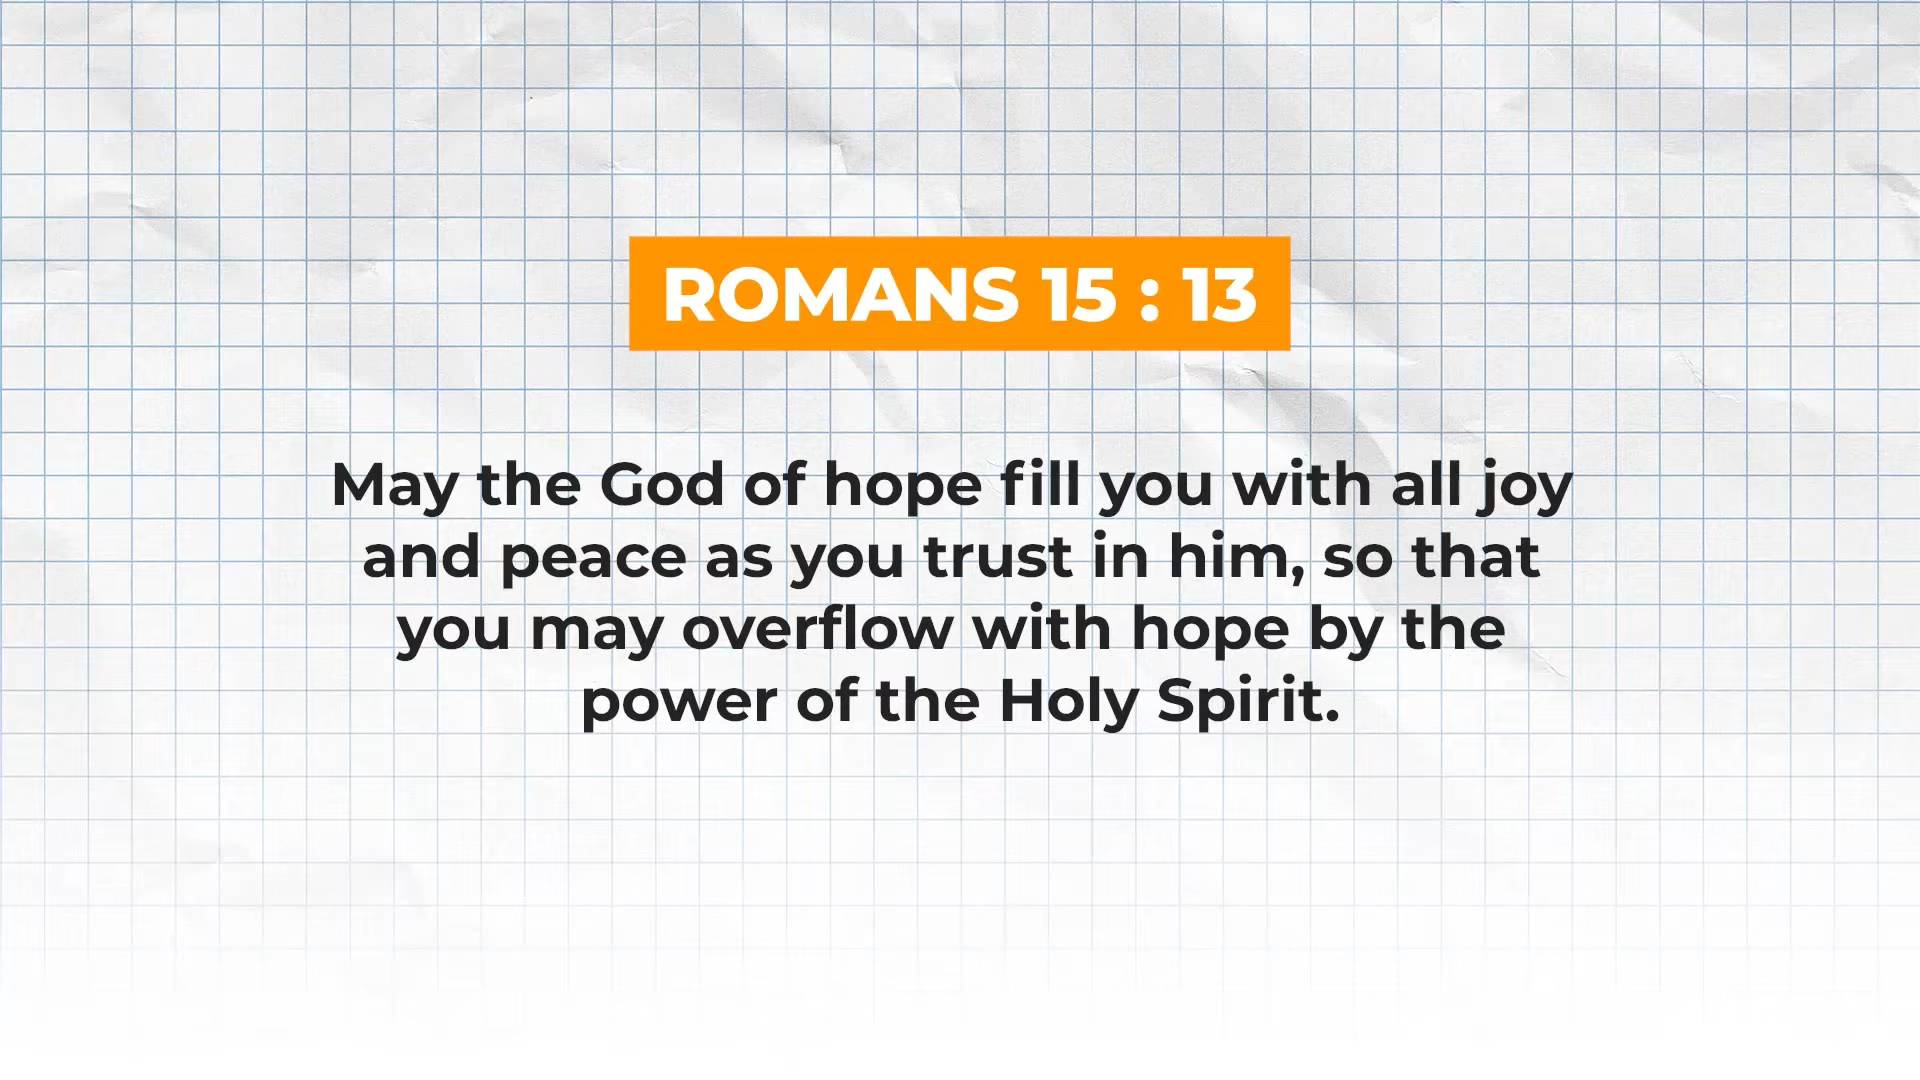 ROMANS 15 : 13
May the God of hope fill you with all joy
and peace as you trust in him, so that
you may overflow with hope by the
power of the Holy Spirit.